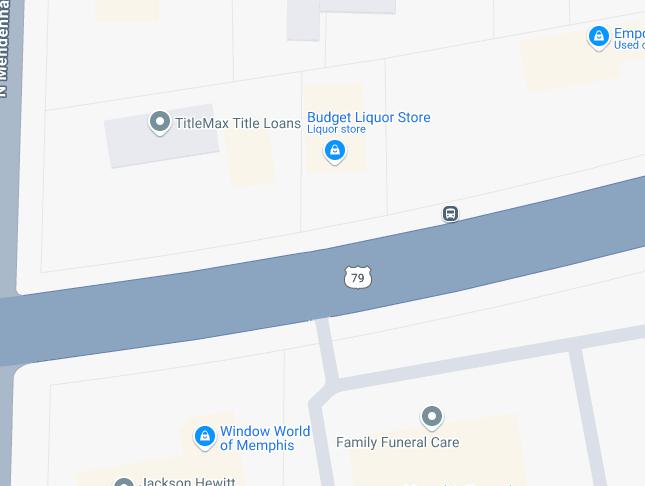 N Mendenha
Empo
Used c
TitleMax Title Loans
Budget Liquor Store
Liquor store
79
Window World
of Memphis
Family Funeral Care
Jackson Hewitt